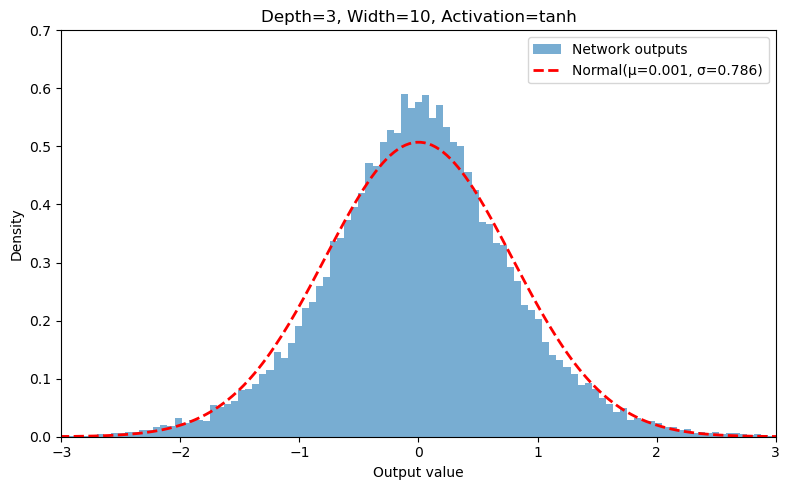 Depth=3, Width=10, Activation=tanh
Network outputs
Normal(μ=0.001, σ=0.786)
Density
0.7
0.6
0.5
0.4
0.3
0.2
0.1
0.0
−3 −2 −1 0 1 2 3
Output value